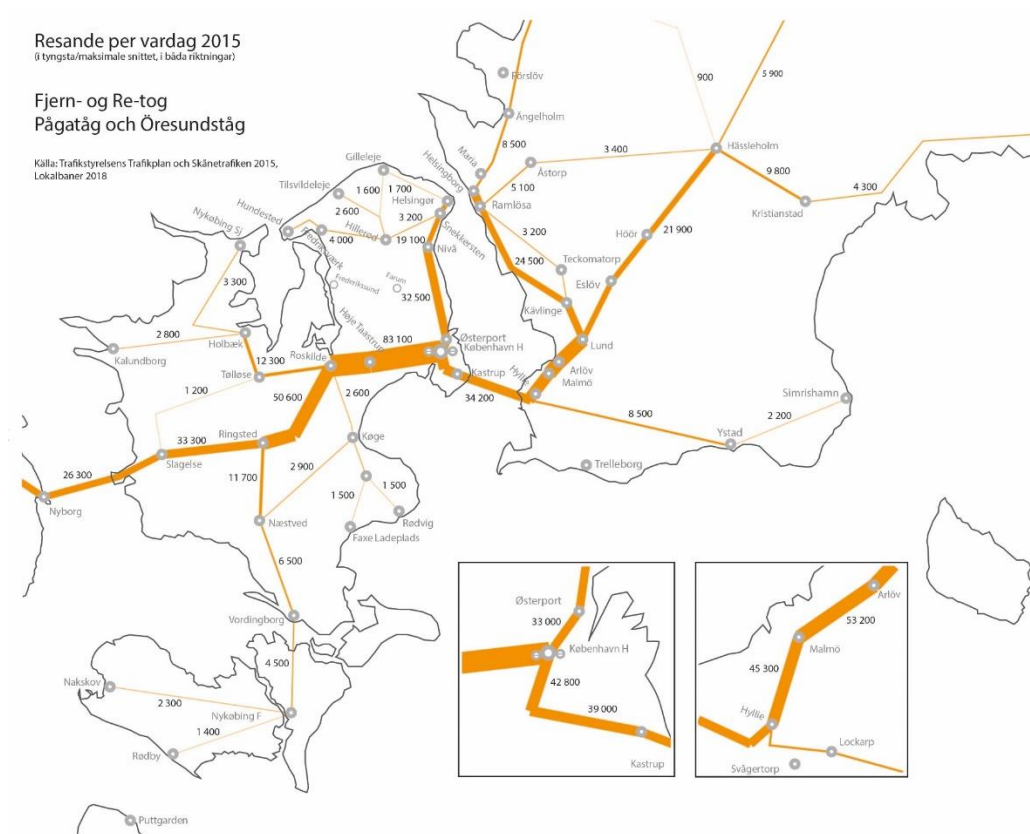 Resande per vardag 2015
(i tyngsta/maksimale snittet, i båda riktningar)
Fjern- og Re-tog
Pågatåg och Öresundståg
Källa: Trafikstyrelsens Trafikplan och Skånetrafiken 2015,
Lokalbaner 2018
Förslöv
900
5 900
Ängelholm
8 500
Maria
Helsingborg
Åstorp
3 400
Hässleholm
5 100
Ramlösa
9 800
4 300
Kristianstad
Gilleleje
Tilsvildeleje
1 600
1 700
Helsingør
Hundested
2 600
3 200
Snekkersten
Nykøbing Sj
Frederiksværk
4 000
Hillerød
19 100
Nivå
3 200
24 500
Teckomatorp
Höör
21 900
Eslöv
Kävlinge
3 300
Frederikssund
Farum
32 500
2 800
Holbæk
Kalundborg
Høje Taastrup
83 100
Østerport
København H
Lund
12 300
Roskilde
Tølløse
Kastrup
Hyllie
Arlöv
Malmö
1 200
50 600
2 600
34 200
8 500
Simrishamn
2 200
Ystad
33 300
Ringsted
Køge
Slagelse
Trelleborg
26 300
11 700
2 900
1 500
1 500
Nyborg
Næstved
Rødvig
Faxe Ladeplads
6 500
Vordingborg
4 500
Nakskov
2 300
Nykøbing F
1 400
Rødby
Puttgarden
Østerport
33 000
København H
42 800
39 000
Kastrup
Arlöv
53 200
Malmö
45 300
Hyllie
Lockarp
Svågertorp